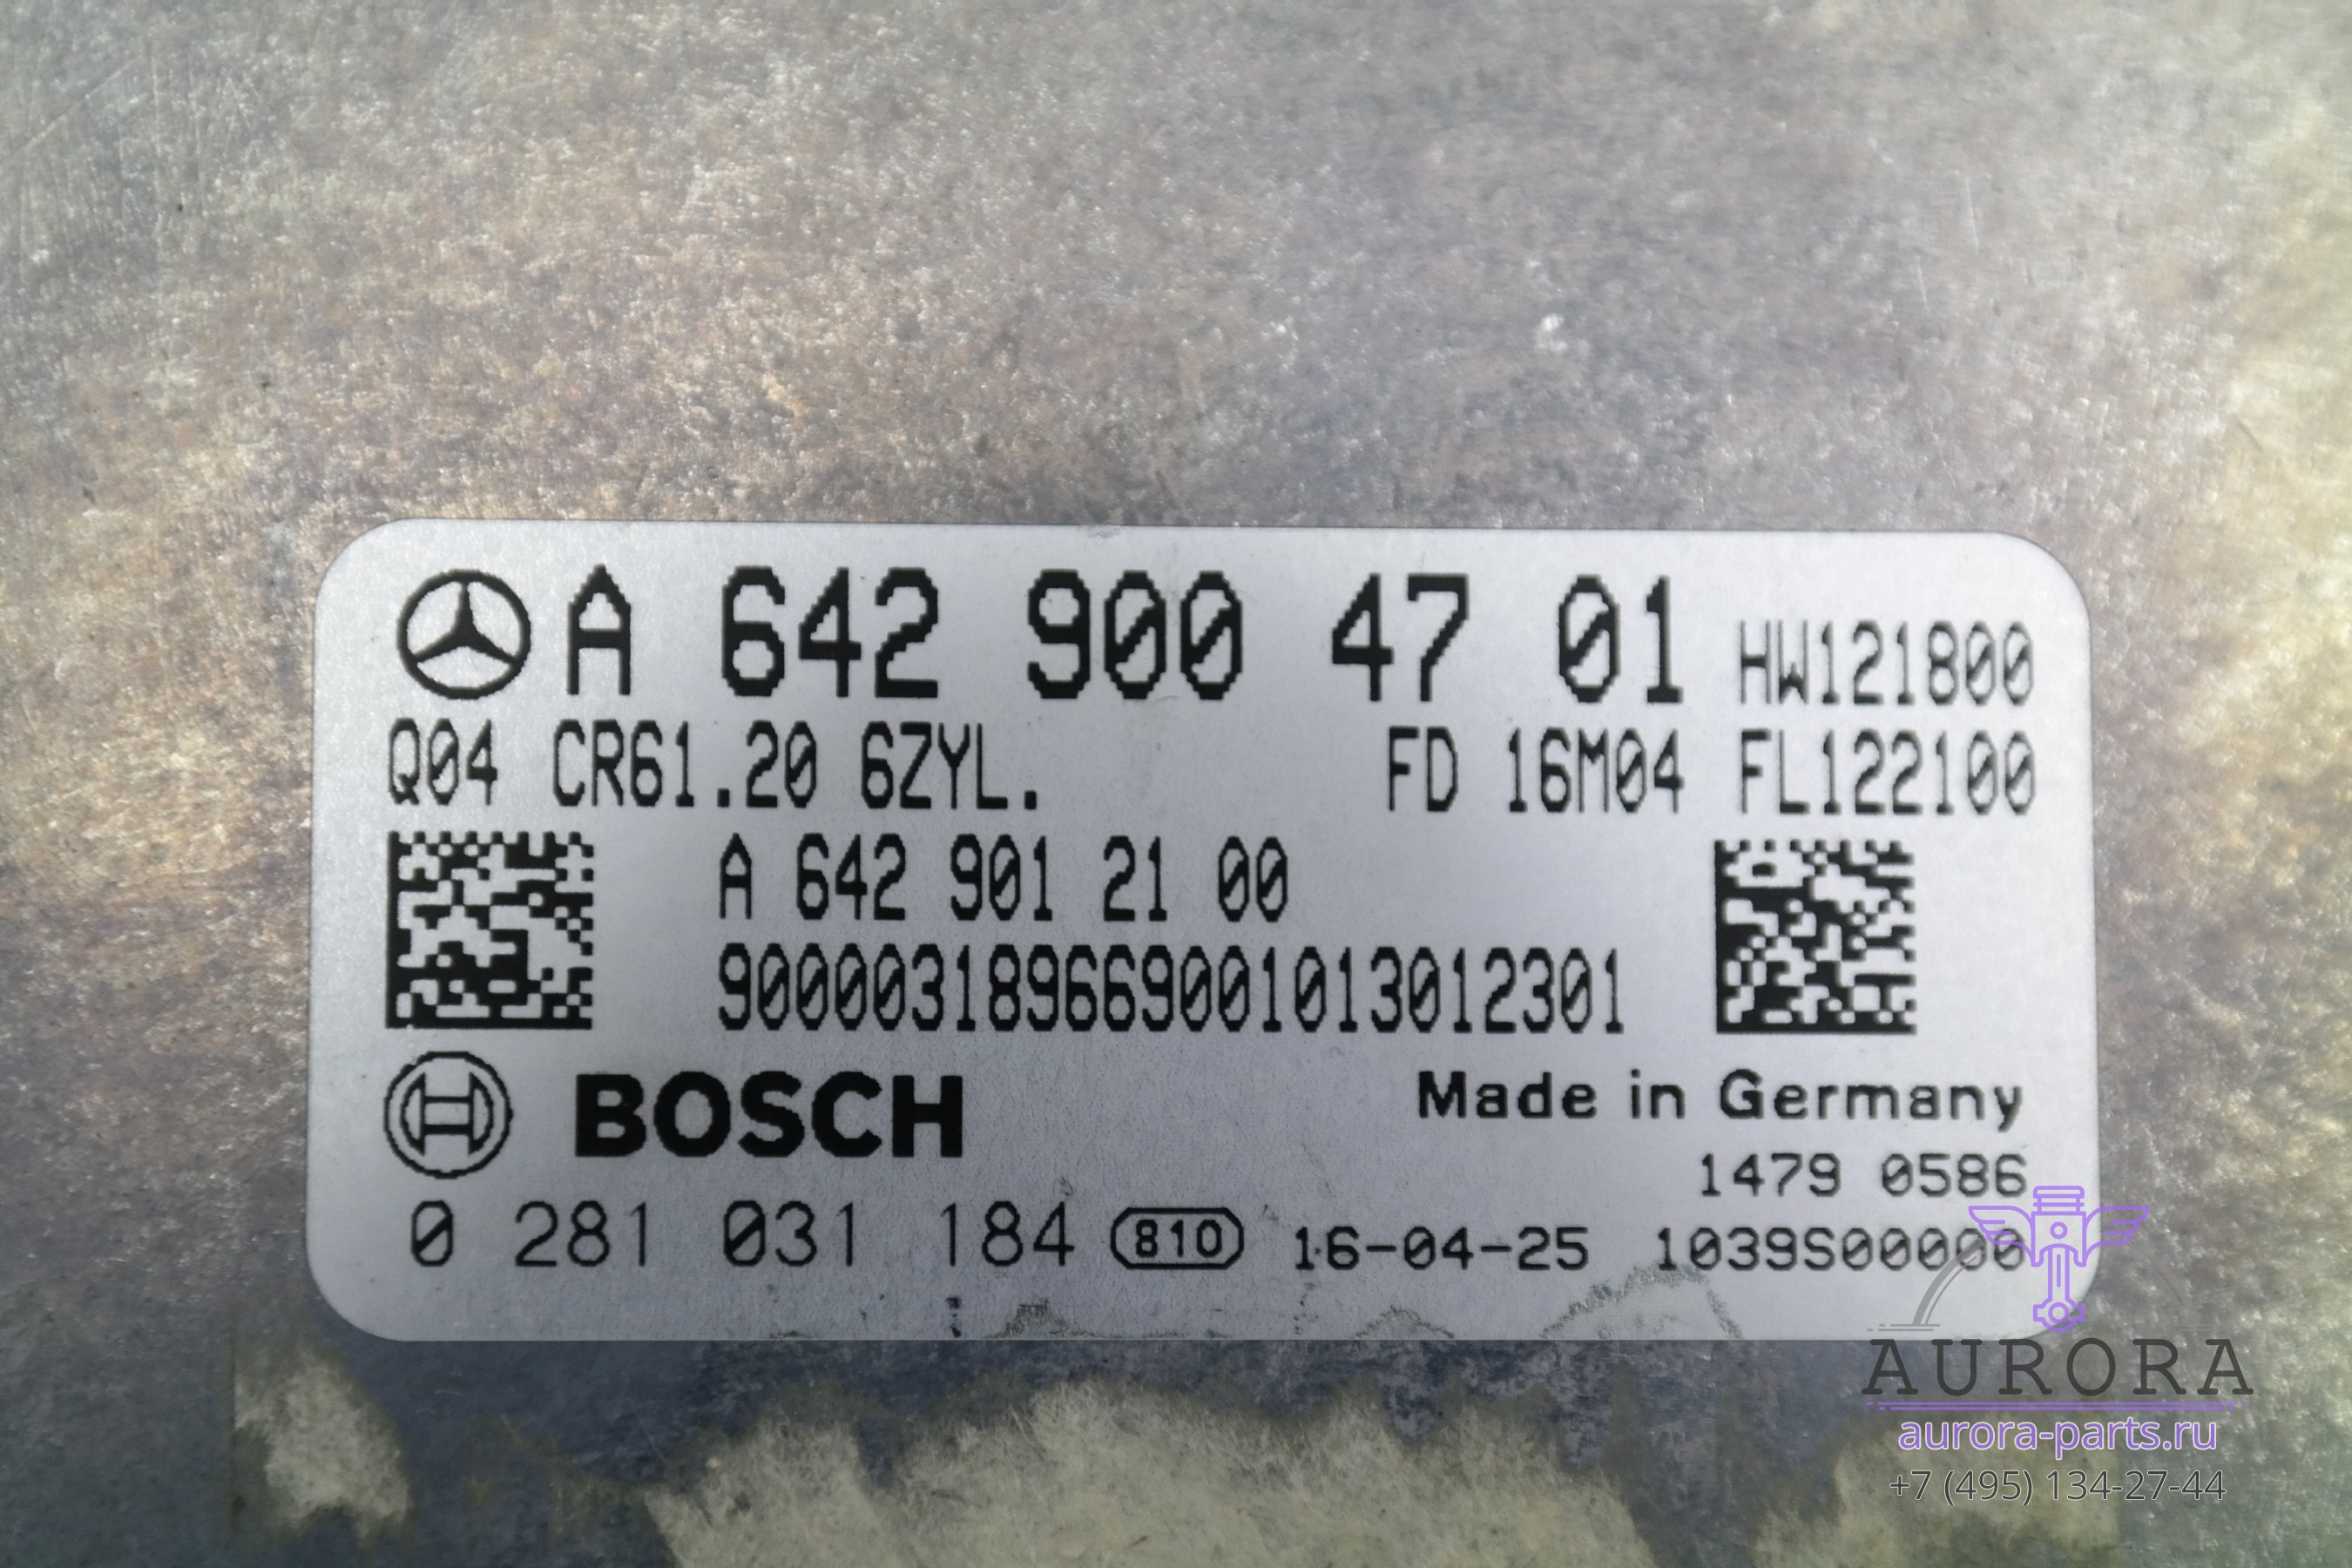 A 642 900 47 01 HW121800
Q04 CR61.20 6ZYL. FD 16M04 FL122100
A 642 901 21 00
900003189669001013012301
BOSCH Made in Germany
1479 0586
0 281 031 184 810 16-04-25 1039S00000
AURORA
aurora-parts.ru
+7 (495) 134-27-44